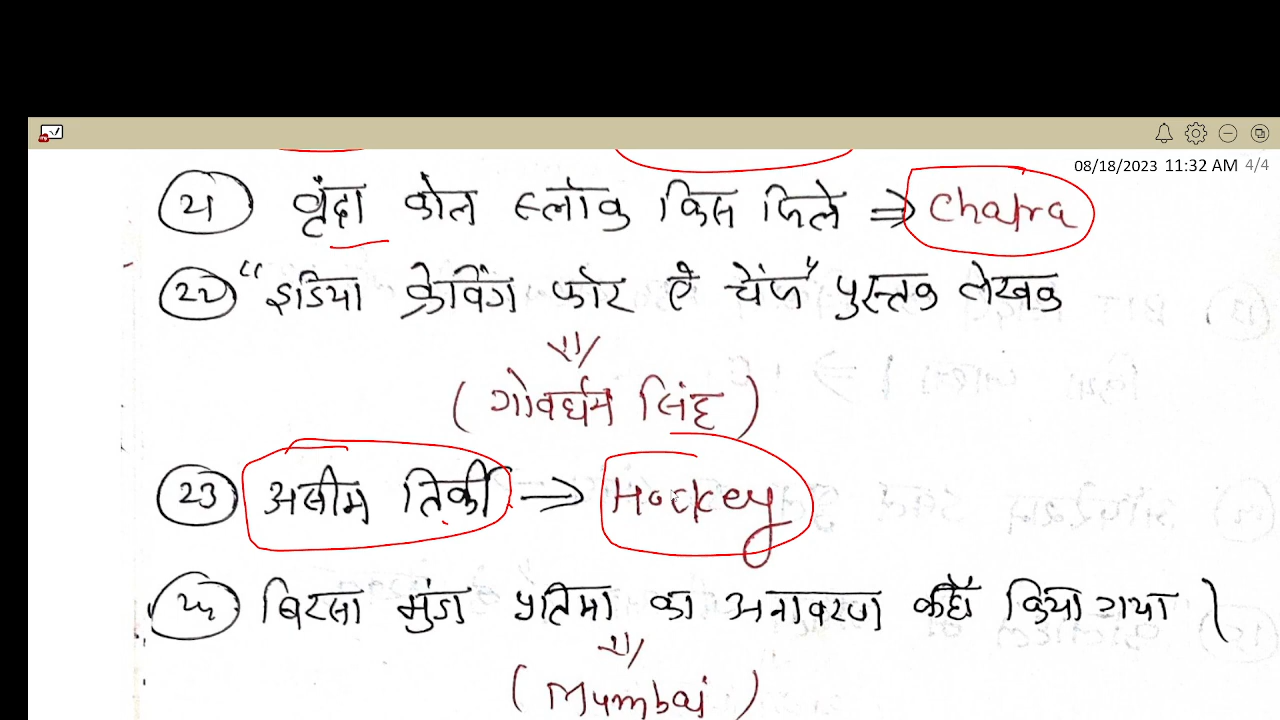 08/18/2023 11:32 AM 4/4
21 वृंदा कोल ब्लॉक किस जिले ⇒ Chatra
22 "इंडिया क्रेविंग फोर ऐ चेंज" पुस्तक लेखक
(गोवर्धन सिंह)
23 असीम तिर्की → Hockey
24 बिरसा मुंडा प्रतिमा का अनावरण कहाँ किया गया।
(Mumbai)